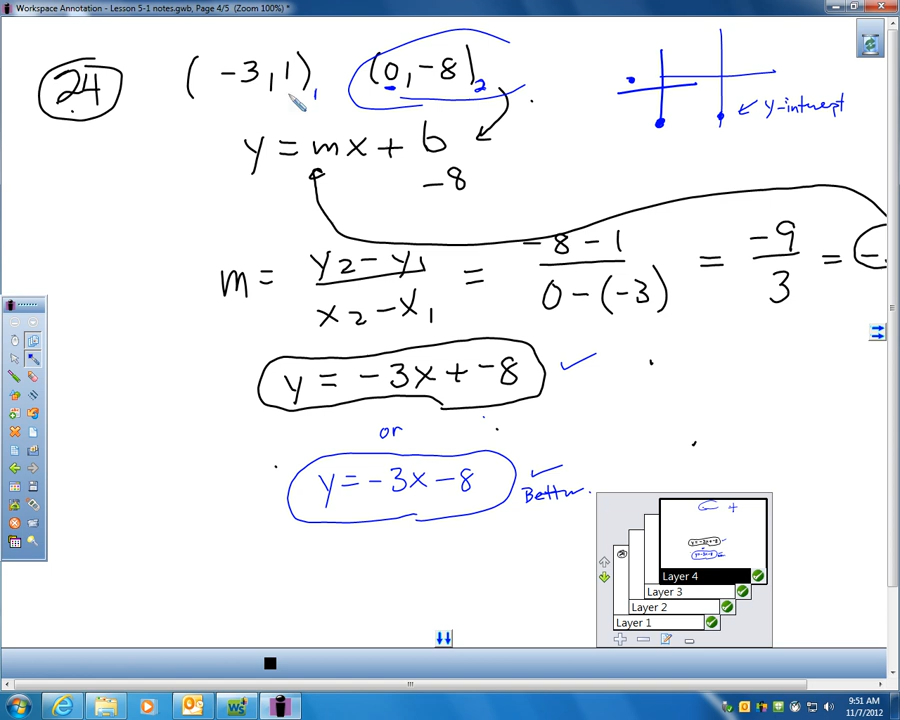 Workspace Annotation - Lesson 5-1 notes.gwb, Page 4/5 (Zoom 100%) *
24 (-3,1)₁ (0,-8)₂
y-intercept
y = mx + b
-8
m = y₂-y₁ / x₂-x₁ = -8-1 / 0-(-3) = -9 / 3 =
y = -3x + -8 ✓
or
y = -3x - 8 ✓
Better.
Layer 4
Layer 3
Layer 2
Layer 1
9:51 AM
11/7/2012